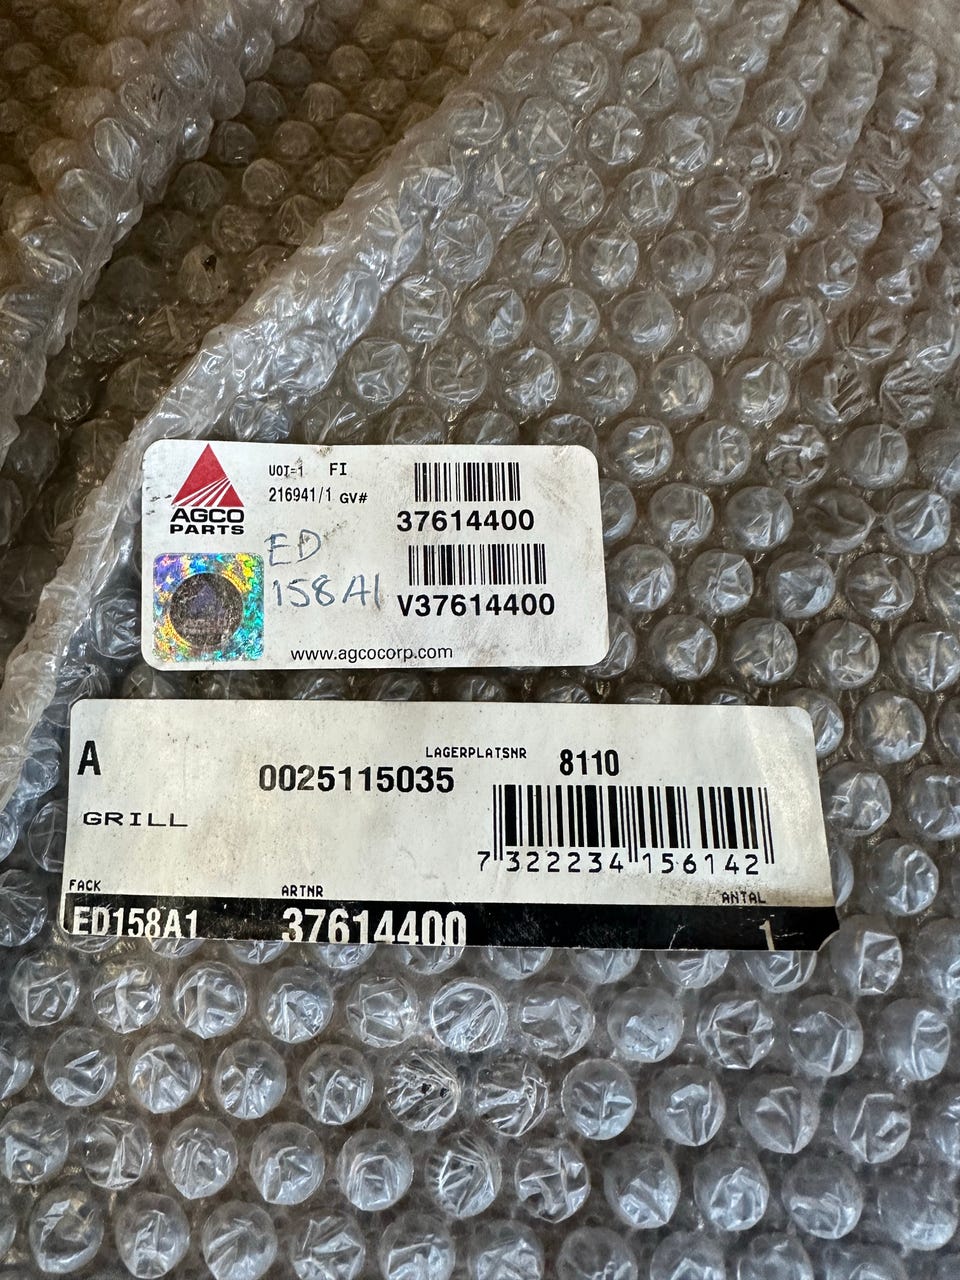 AGCO
PARTS
UOT=1 FI
216941/1 GV#
37614400
ED
158A1
V37614400
www.agcocorp.com
A
LAGERPLATSNR
8110
0025115035
GRILL
7 322234 156142
FACK
ARTNR
ANTAL
ED158A1
37614400
1